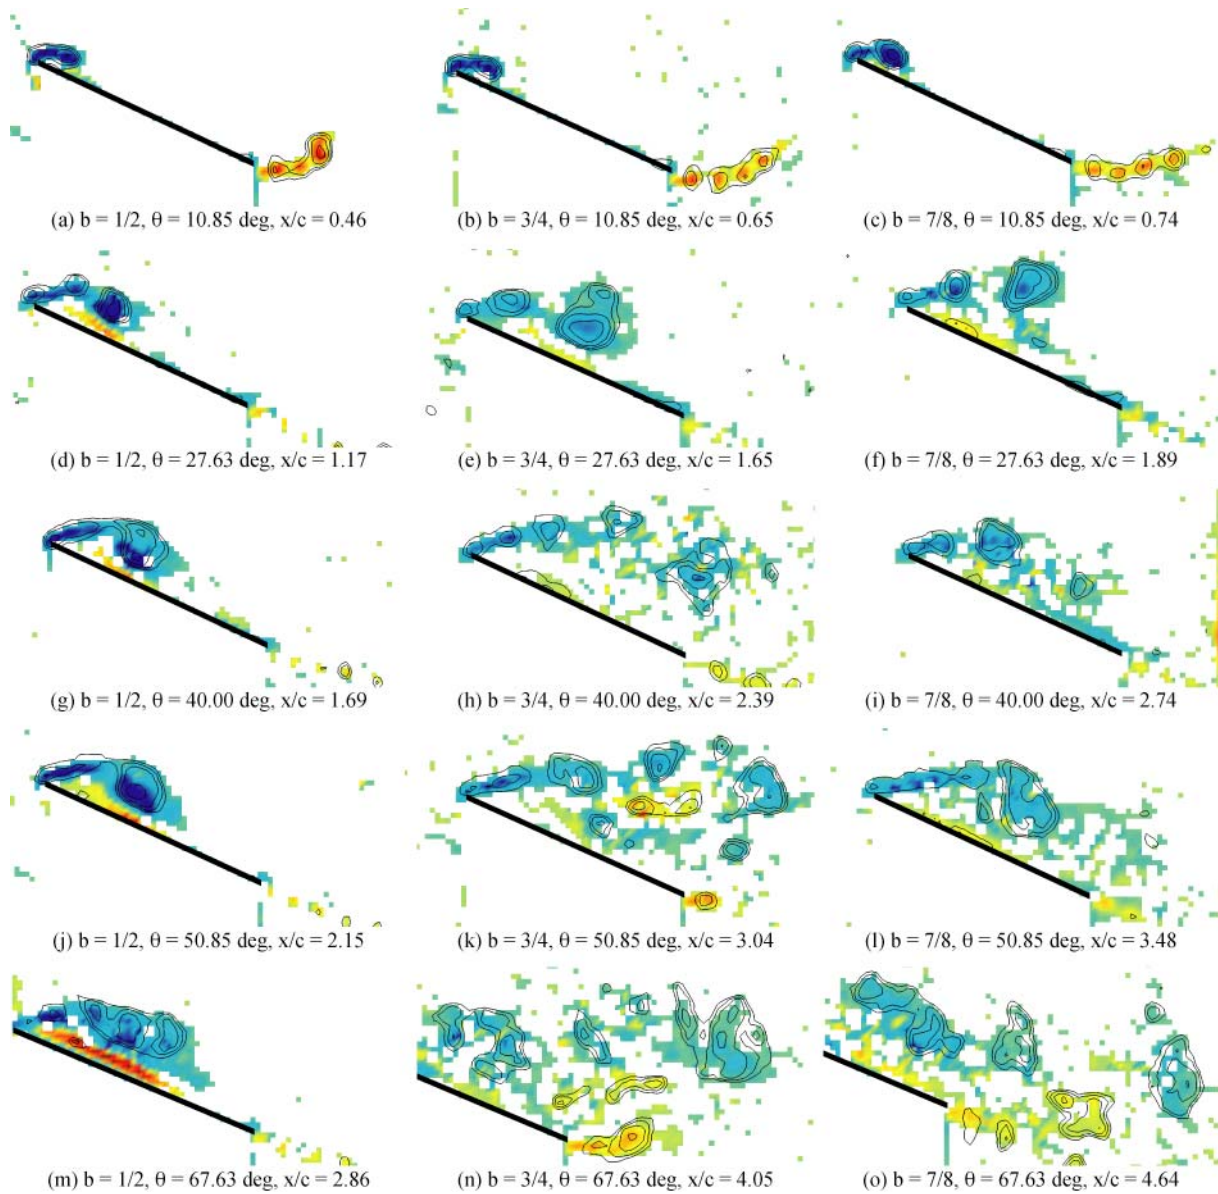 (a) b = 1/2, θ = 10.85 deg, x/c = 0.46
(b) b = 3/4, θ = 10.85 deg, x/c = 0.65
(c) b = 7/8, θ = 10.85 deg, x/c = 0.74
(d) b = 1/2, θ = 27.63 deg, x/c = 1.17
(e) b = 3/4, θ = 27.63 deg, x/c = 1.65
(f) b = 7/8, θ = 27.63 deg, x/c = 1.89
(g) b = 1/2, θ = 40.00 deg, x/c = 1.69
(h) b = 3/4, θ = 40.00 deg, x/c = 2.39
(i) b = 7/8, θ = 40.00 deg, x/c = 2.74
(j) b = 1/2, θ = 50.85 deg, x/c = 2.15
(k) b = 3/4, θ = 50.85 deg, x/c = 3.04
(l) b = 7/8, θ = 50.85 deg, x/c = 3.48
(m) b = 1/2, θ = 67.63 deg, x/c = 2.86
(n) b = 3/4, θ = 67.63 deg, x/c = 4.05
(o) b = 7/8, θ = 67.63 deg, x/c = 4.64